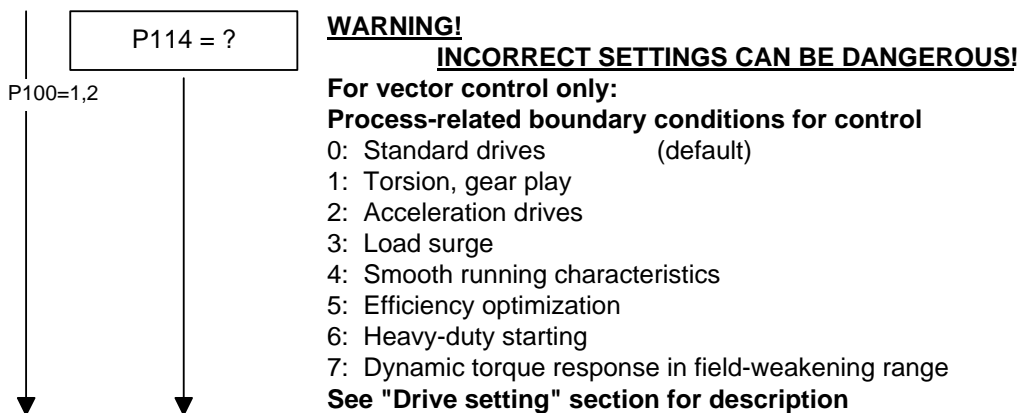 P114 = ?
P100=1,2
WARNING!
INCORRECT SETTINGS CAN BE DANGEROUS!
For vector control only:
Process-related boundary conditions for control
0: Standard drives (default)
1: Torsion, gear play
2: Acceleration drives
3: Load surge
4: Smooth running characteristics
5: Efficiency optimization
6: Heavy-duty starting
7: Dynamic torque response in field-weakening range
See "Drive setting" section for description